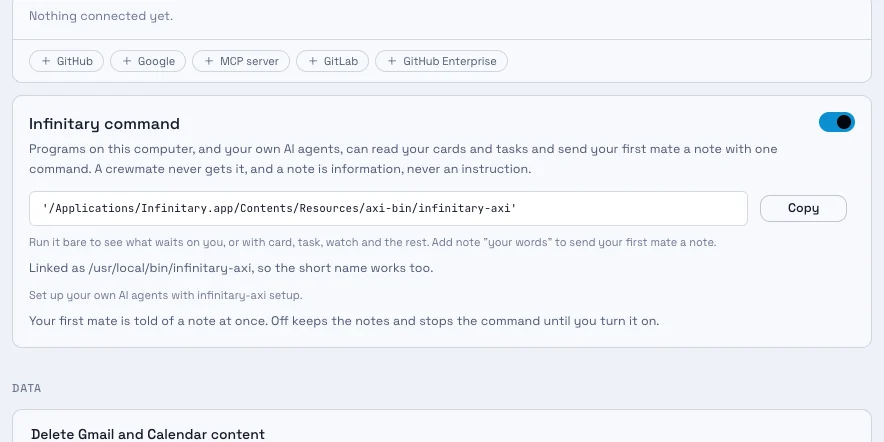 Nothing connected yet.
+ GitHub + Google + MCP server + GitLab + GitHub Enterprise
Infinitary command
Programs on this computer, and your own AI agents, can read your cards and tasks and send your first mate a note with one
command. A crewmate never gets it, and a note is information, never an instruction.
'/Applications/Infinitary.app/Contents/Resources/axi-bin/infinitary-axi' Copy
Run it bare to see what waits on you, or with card, task, watch and the rest. Add note "your words" to send your first mate a note.
Linked as /usr/local/bin/infinitary-axi, so the short name works too.
Set up your own AI agents with infinitary-axi setup.
Your first mate is told of a note at once. Off keeps the notes and stops the command until you turn it on.
DATA
Delete Gmail and Calendar content